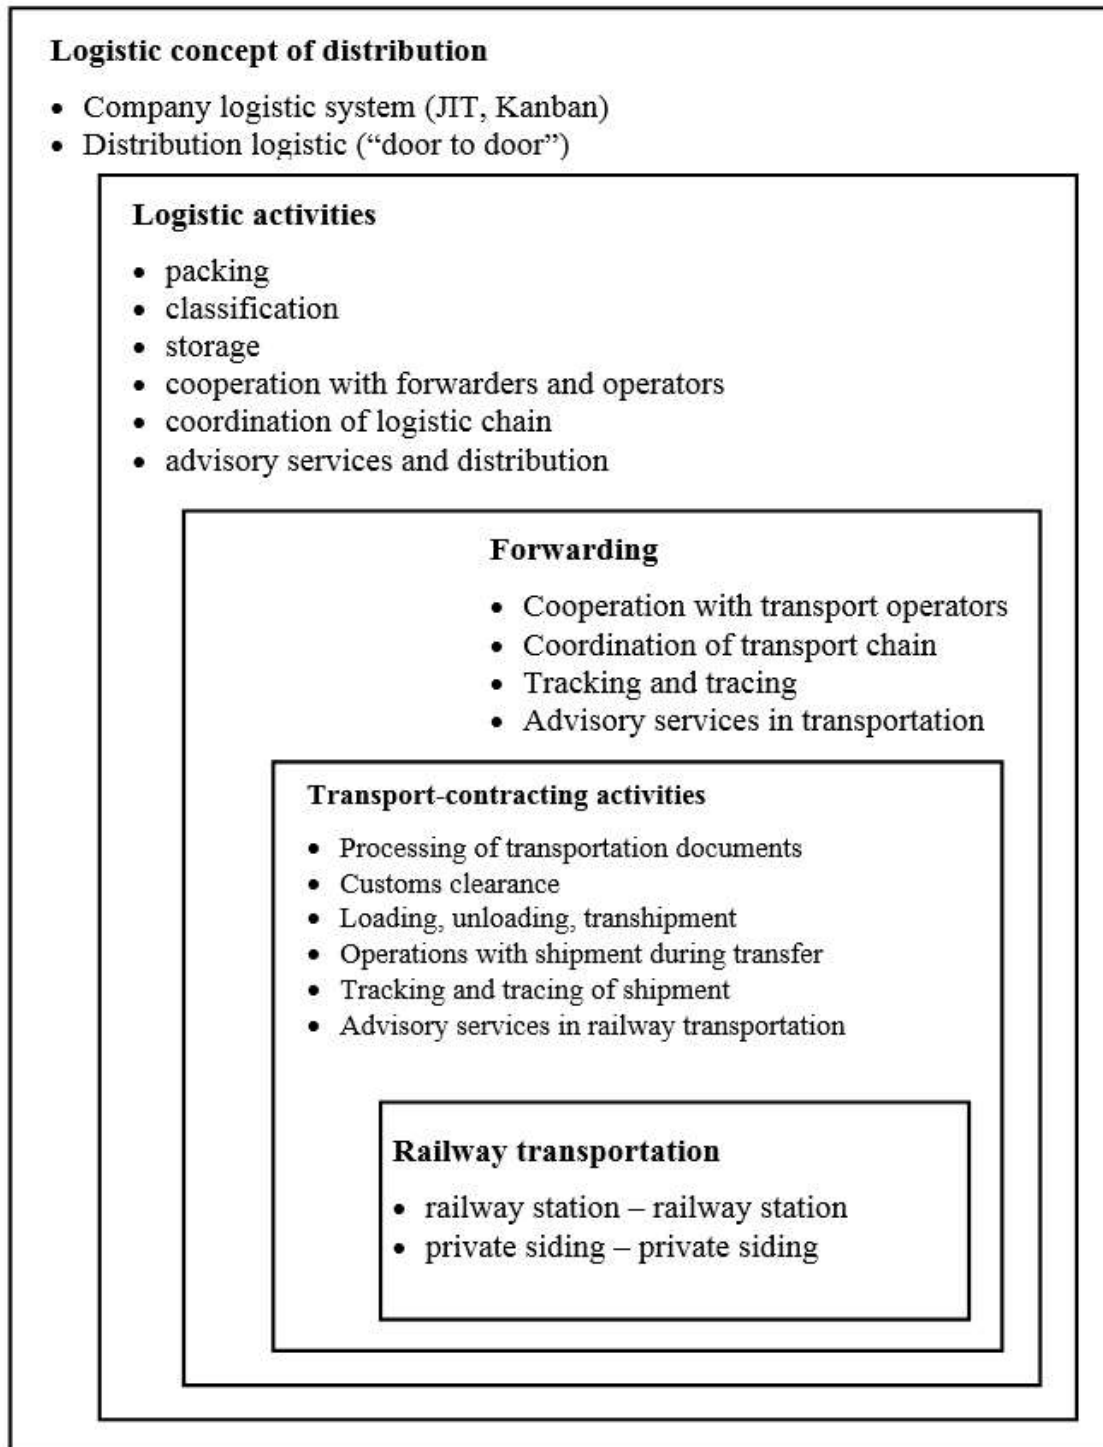 Logistic concept of distribution
• Company logistic system (JIT, Kanban)
• Distribution logistic (“door to door”)
Logistic activities
• packing
• classification
• storage
• cooperation with forwarders and operators
• coordination of logistic chain
• advisory services and distribution
Forwarding
• Cooperation with transport operators
• Coordination of transport chain
• Tracking and tracing
• Advisory services in transportation
Transport-contracting activities
• Processing of transportation documents
• Customs clearance
• Loading, unloading, transhipment
• Operations with shipment during transfer
• Tracking and tracing of shipment
• Advisory services in railway transportation
Railway transportation
• railway station – railway station
• private siding – private siding